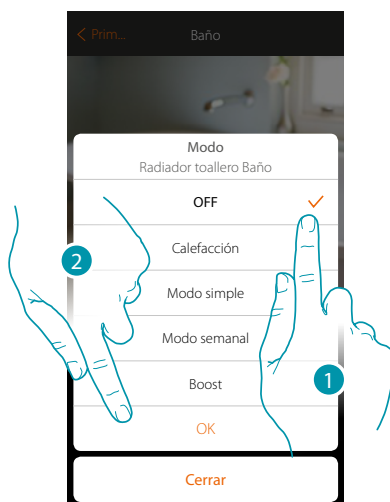 < Prim...
Baño
Modo
Radiador toallero Baño
OFF
Calefacción
Modo simple
Modo semanal
Boost
OK
Cerrar
2
1